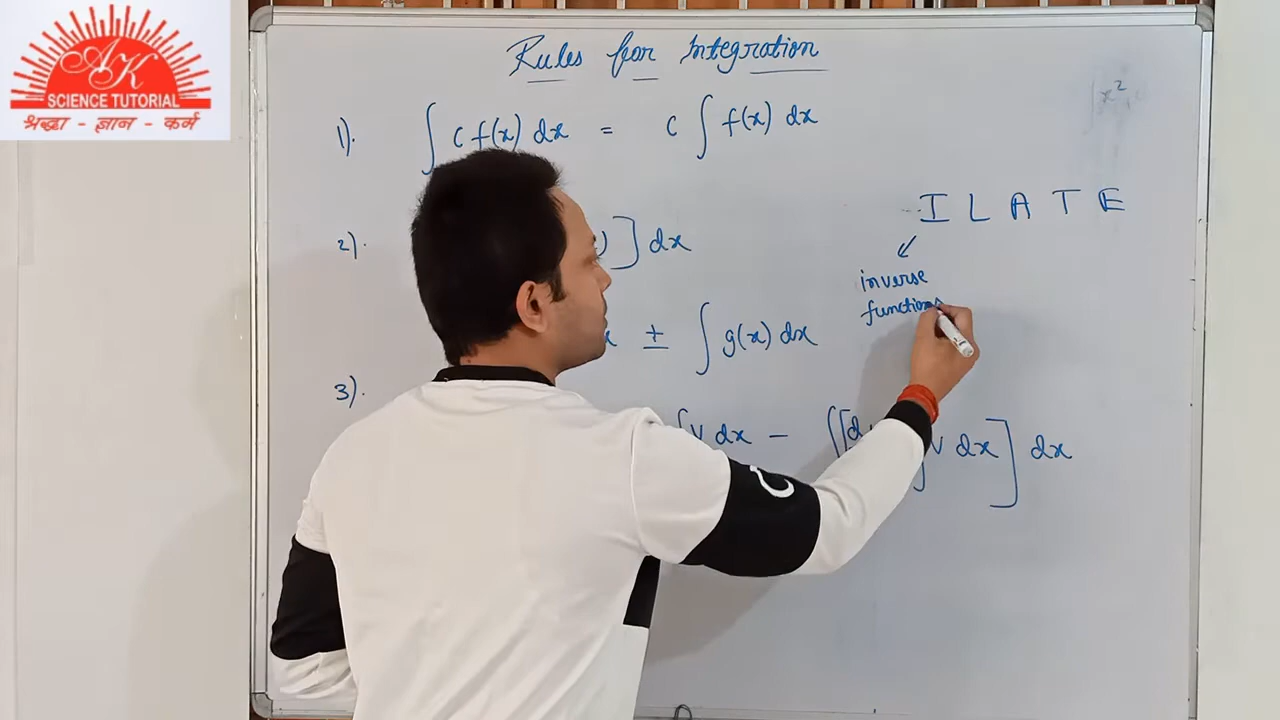 AK
SCIENCE TUTORIAL
श्रद्धा - ज्ञान - कर्म
Rules for Integration
x²
1). ∫ c f(x) dx = c ∫ f(x) dx
I L A T E
2). ) ] dx
inverse
functions
± ∫ g(x) dx
3).
∫ v dx - ∫ [ d v dx ] dx